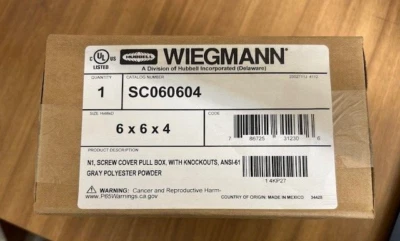 UL
LISTED
HUBBELL
WIEGMANN®
A Division of Hubbell Incorporated (Delaware)
QUANTITY
CATALOG NUMBER
1
SC060604
SIZE HxWxD
CODE
6 x 6 x 4
7
PRODUCT DESCRIPTION
N1, SCREW COVER PULL BOX, WITH KNOCKOUTS, ANSI-61
GRAY POLYESTER POWDER
WARNING: Cancer and Reproductive Harm-
www.P65Warnings.ca.gov
COUNTRY OF ORIGIN: MADE IN MEXICO